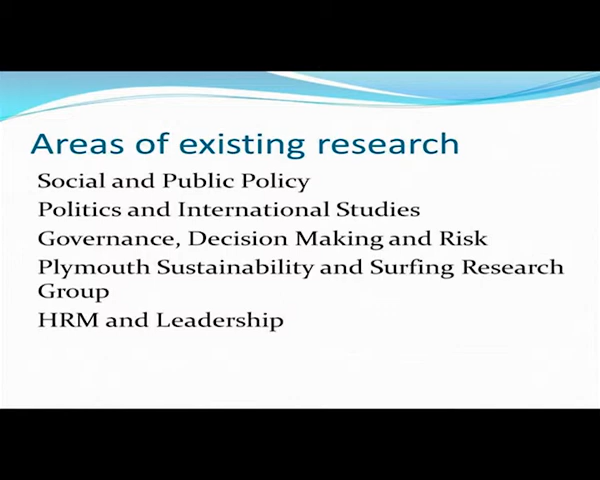 Areas of existing research
Social and Public Policy
Politics and International Studies
Governance, Decision Making and Risk
Plymouth Sustainability and Surfing Research
Group
HRM and Leadership